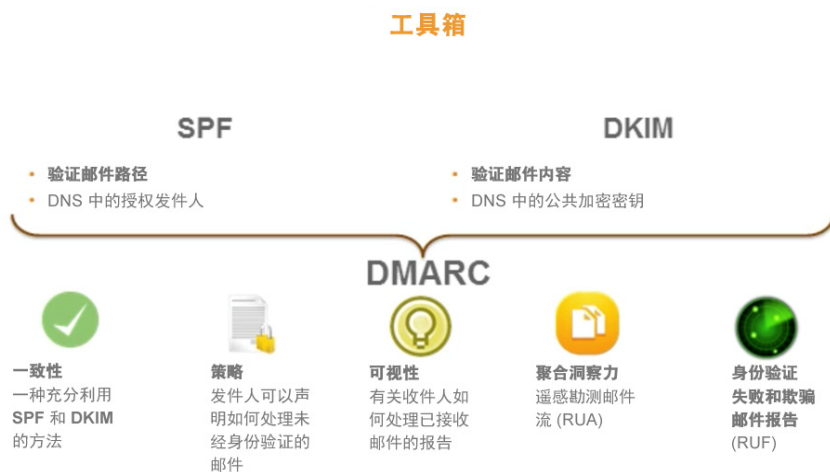 工具箱
SPF
• 验证邮件路径
• DNS 中的授权发件人
DKIM
• 验证邮件内容
• DNS 中的公共加密密钥
DMARC
一致性
一种充分利用
SPF 和 DKIM
的方法
策略
发件人可以声
明如何处理未
经身份验证的
邮件
可视性
有关收件人如
何处理已接收
邮件的报告
聚合洞察力
遥感勘测邮件
流 (RUA)
身份验证
失败和欺骗
邮件报告
(RUF)